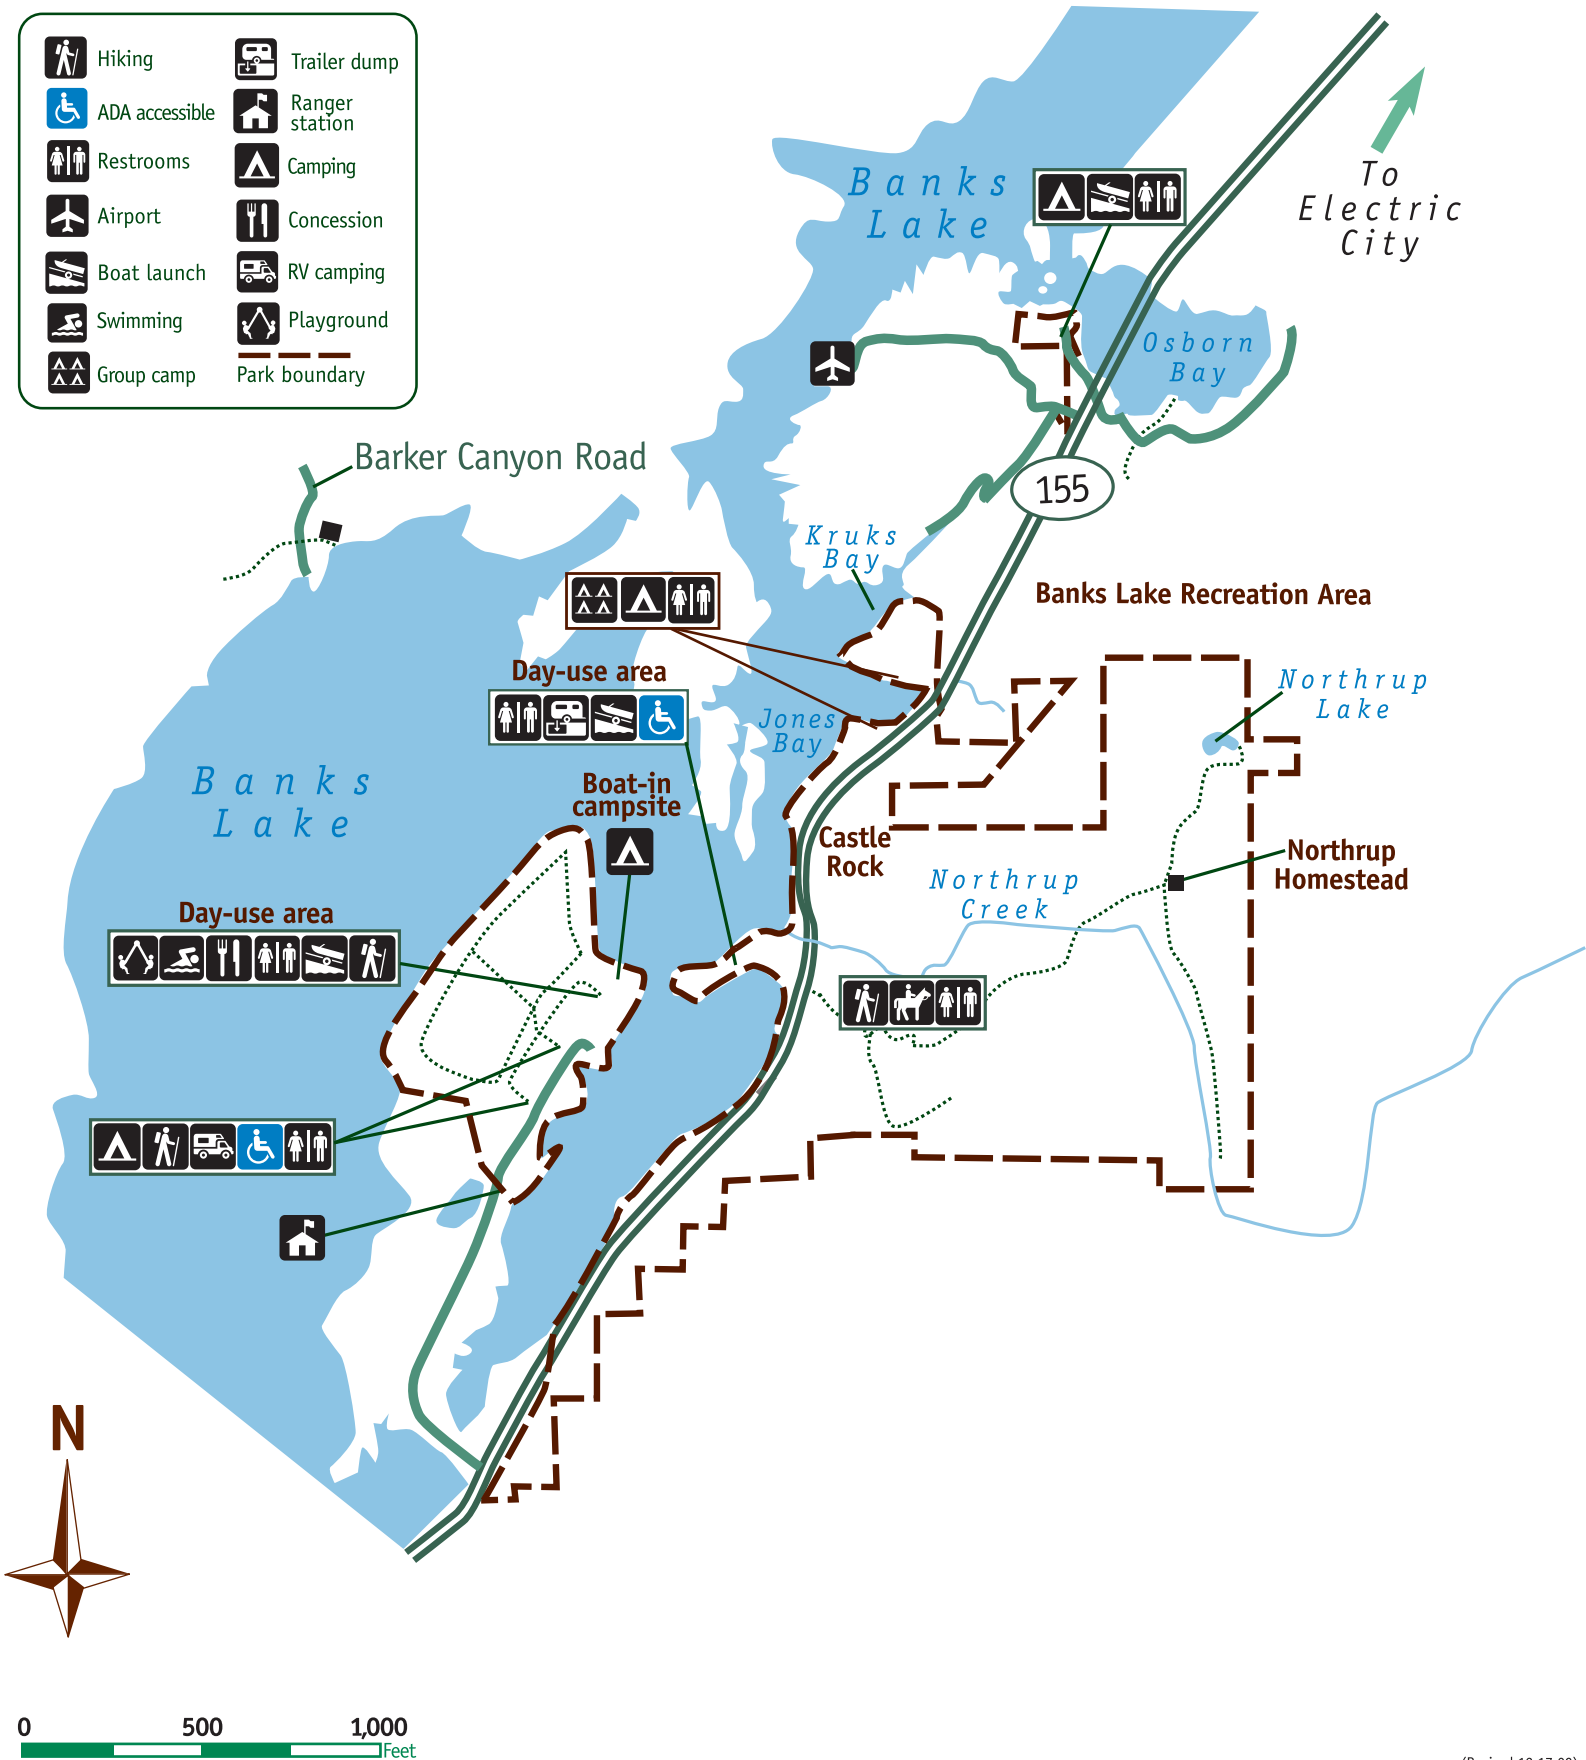 Hiking
ADA accessible
Restrooms
Airport
Boat launch
Swimming
Group camp
Trailer dump
Ranger
station
Camping
Concession
RV camping
Playground
Park boundary
To
Electric
City
Banks
Lake
Osborn
Bay
Barker Canyon Road
155
Kruks
Bay
Banks Lake Recreation Area
Day-use area
Northrup
Lake
Jones
Bay
Banks
Lake
Boat-in
campsite
Castle
Rock
Northrup
Homestead
Northrup
Creek
Day-use area
N
0 500 1,000
Feet